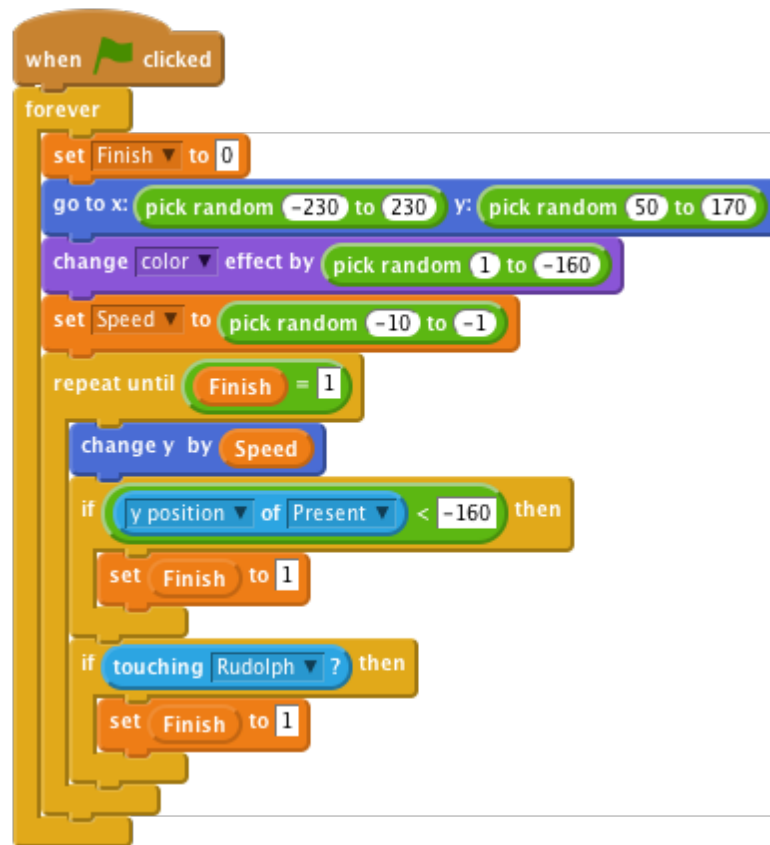 when clicked
forever
set Finish to 0
go to x: pick random -230 to 230 y: pick random 50 to 170
change color effect by pick random 1 to -160
set Speed to pick random -10 to -1
repeat until Finish = 1
change y by Speed
if y position of Present < -160 then
set Finish to 1
if touching Rudolph ? then
set Finish to 1